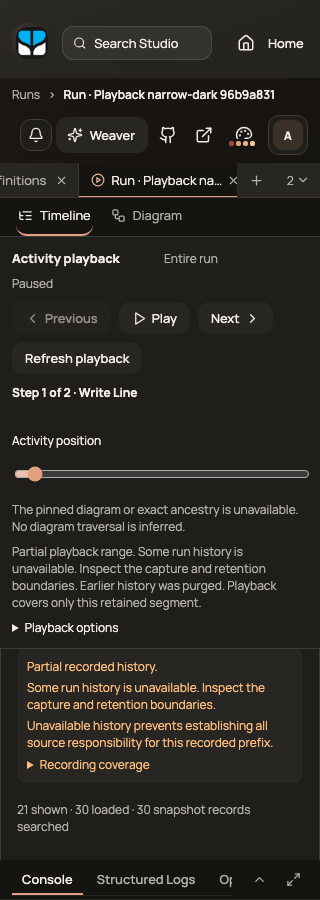 Search Studio
Home
Runs > Run · Playback narrow-dark 96b9a831
Weaver
A
finitions × Run · Playback na... × + 2
Timeline Diagram
Activity playback Entire run
Paused
Previous Play Next
Refresh playback
Step 1 of 2 · Write Line
Activity position
The pinned diagram or exact ancestry is unavailable.
No diagram traversal is inferred.
Partial playback range. Some run history is
unavailable. Inspect the capture and retention
boundaries. Earlier history was purged. Playback
covers only this retained segment.
Playback options
Partial recorded history.
Some run history is unavailable. Inspect the
capture and retention boundaries.
Unavailable history prevents establishing all
source responsibility for this recorded prefix.
Recording coverage
21 shown · 30 loaded · 30 snapshot records
searched
Console Structured Logs